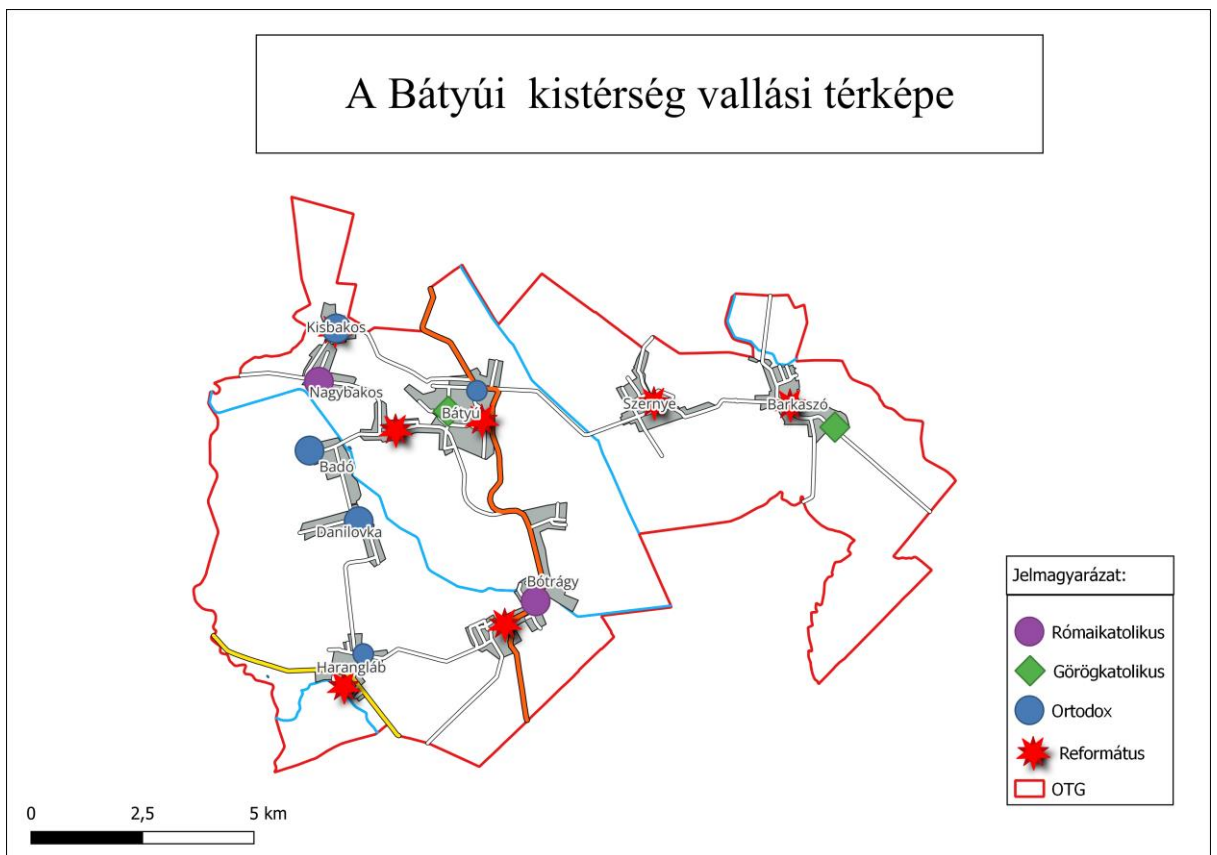 A Bátyúi kistérség vallási térképe
Kisbakos
Nagybakos
Bátyú
Szernye
Barkaszó
Badó
Danilovka
Bótrágy
Harangláb
Jelmagyarázat:
Rómaikatolikus
Görögkatolikus
Ortodox
Református
OTG
0 2,5 5 km